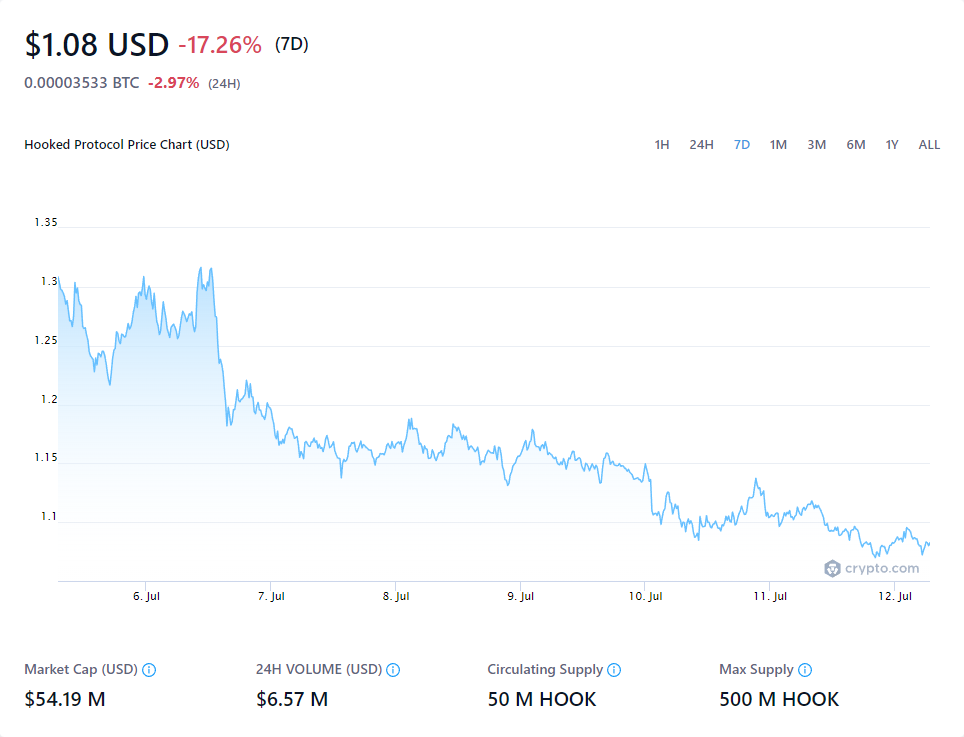 $1.08 USD -17.26% (7D)
0.00003533 BTC -2.97% (24H)
Hooked Protocol Price Chart (USD) 1H 24H 7D 1M 3M 6M 1Y ALL
1.35
1.3
1.25
1.2
1.15
1.1
crypto.com
6. Jul 7. Jul 8. Jul 9. Jul 10. Jul 11. Jul 12. Jul
Market Cap (USD) 24H VOLUME (USD) Circulating Supply Max Supply
$54.19 M $6.57 M 50 M HOOK 500 M HOOK